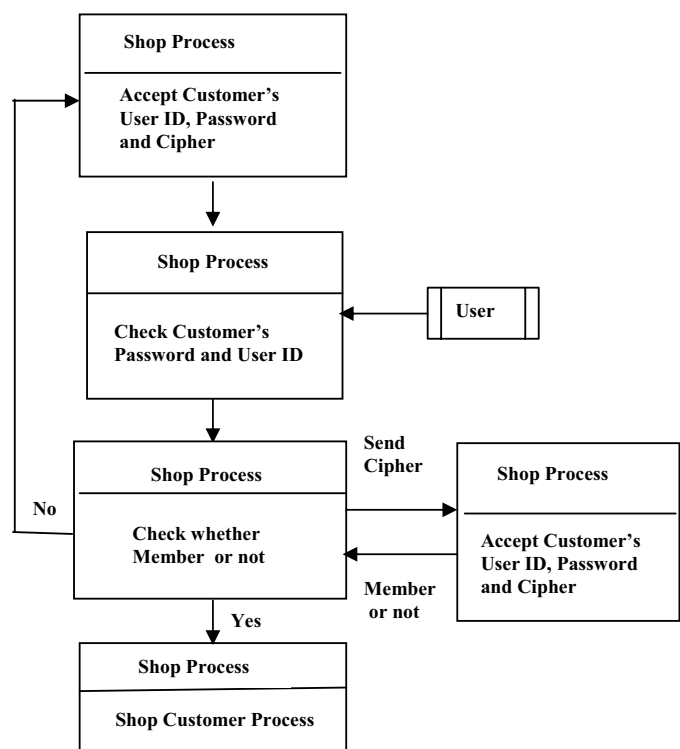 Shop Process
Accept Customer's
User ID, Password
and Cipher
Shop Process
Check Customer's
Password and User ID
User
Shop Process
Check whether
Member or not
No
Send
Cipher
Member
or not
Shop Process
Accept Customer's
User ID, Password
and Cipher
Yes
Shop Process
Shop Customer Process